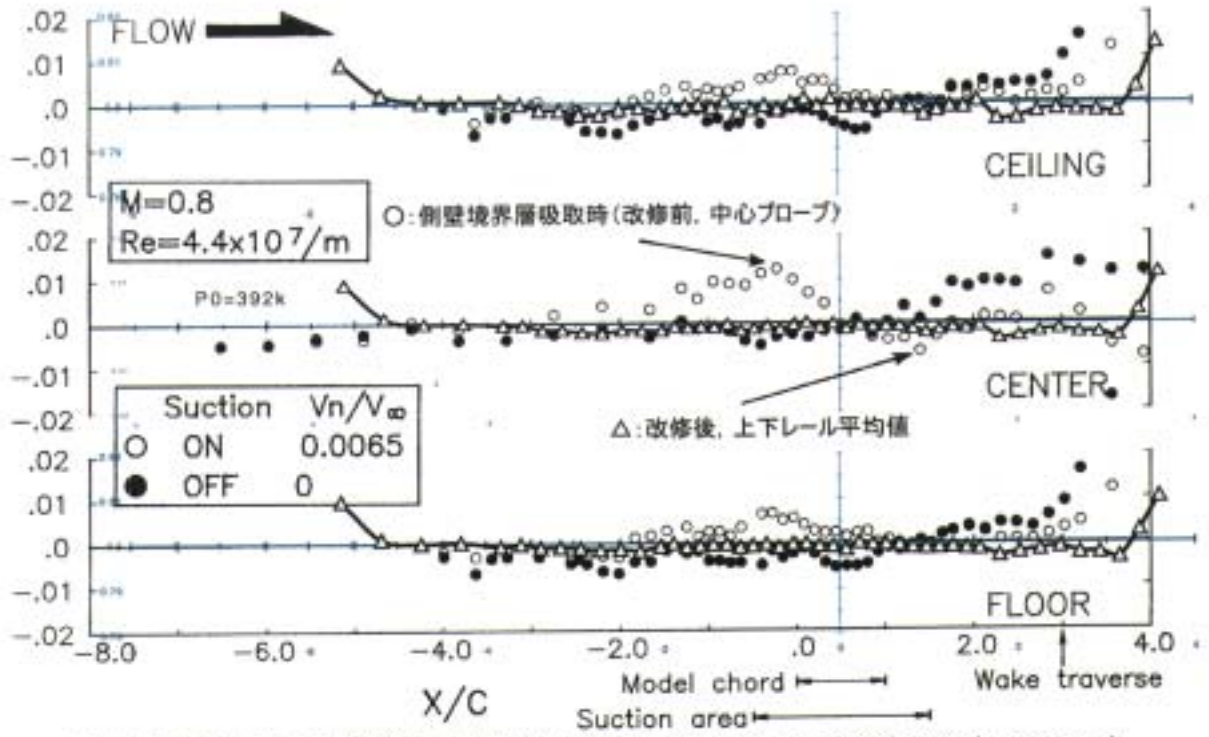 FLOW
.02
.01
.0
−.01
−.02
CEILING
M=0.8
Re=4.4x10⁷/m
○:側壁境界層吸取時(改修前, 中心プローブ)
.01
.0
−.01
−.02
P0=392k
CENTER
Suction Vn/V∞
○ ON 0.0065
● OFF 0
△:改修後, 上下レール平均値
.02
.01
.0
−.01
−.02
FLOOR
−8.0 −6.0 −4.0 −2.0 .0 2.0 4.0
X/C
Model chord
Wake traverse
Suction area